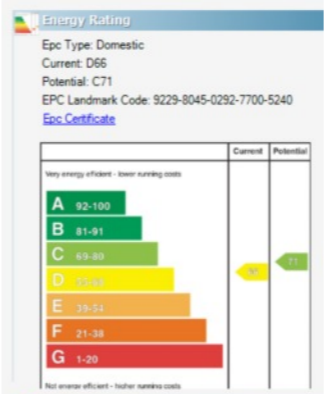 Energy Rating
Epc Type: Domestic
Current: D66
Potential: C71
EPC Landmark Code: 9229-8045-0292-7700-5240
Epc Certificate
Current Potential
Very energy efficient - lower running costs
A 92-100
B 81-91
C 69-80
71
D
E 39-54
F 21-38
G 1-20
Not energy efficient - higher running costs